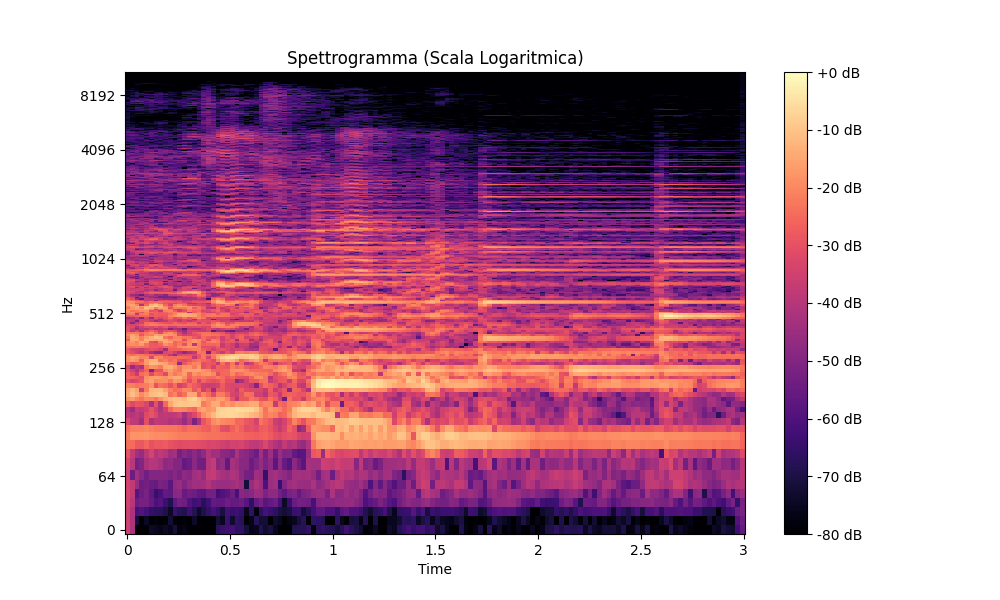 Spettrogramma (Scala Logaritmica)
Hz
8192
4096
2048
1024
512
256
128
64
0
0
0.5
1
1.5
2
2.5
3
Time
+0 dB
-10 dB
-20 dB
-30 dB
-40 dB
-50 dB
-60 dB
-70 dB
-80 dB